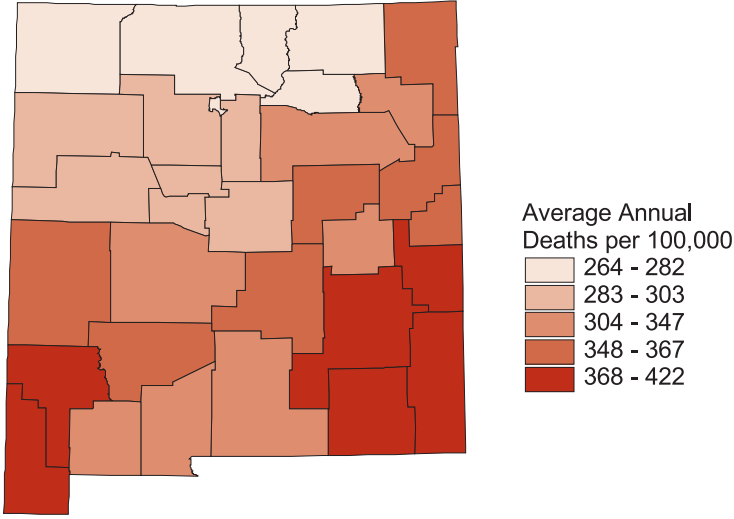 Average Annual
Deaths per 100,000
264 - 282
283 - 303
304 - 347
348 - 367
368 - 422